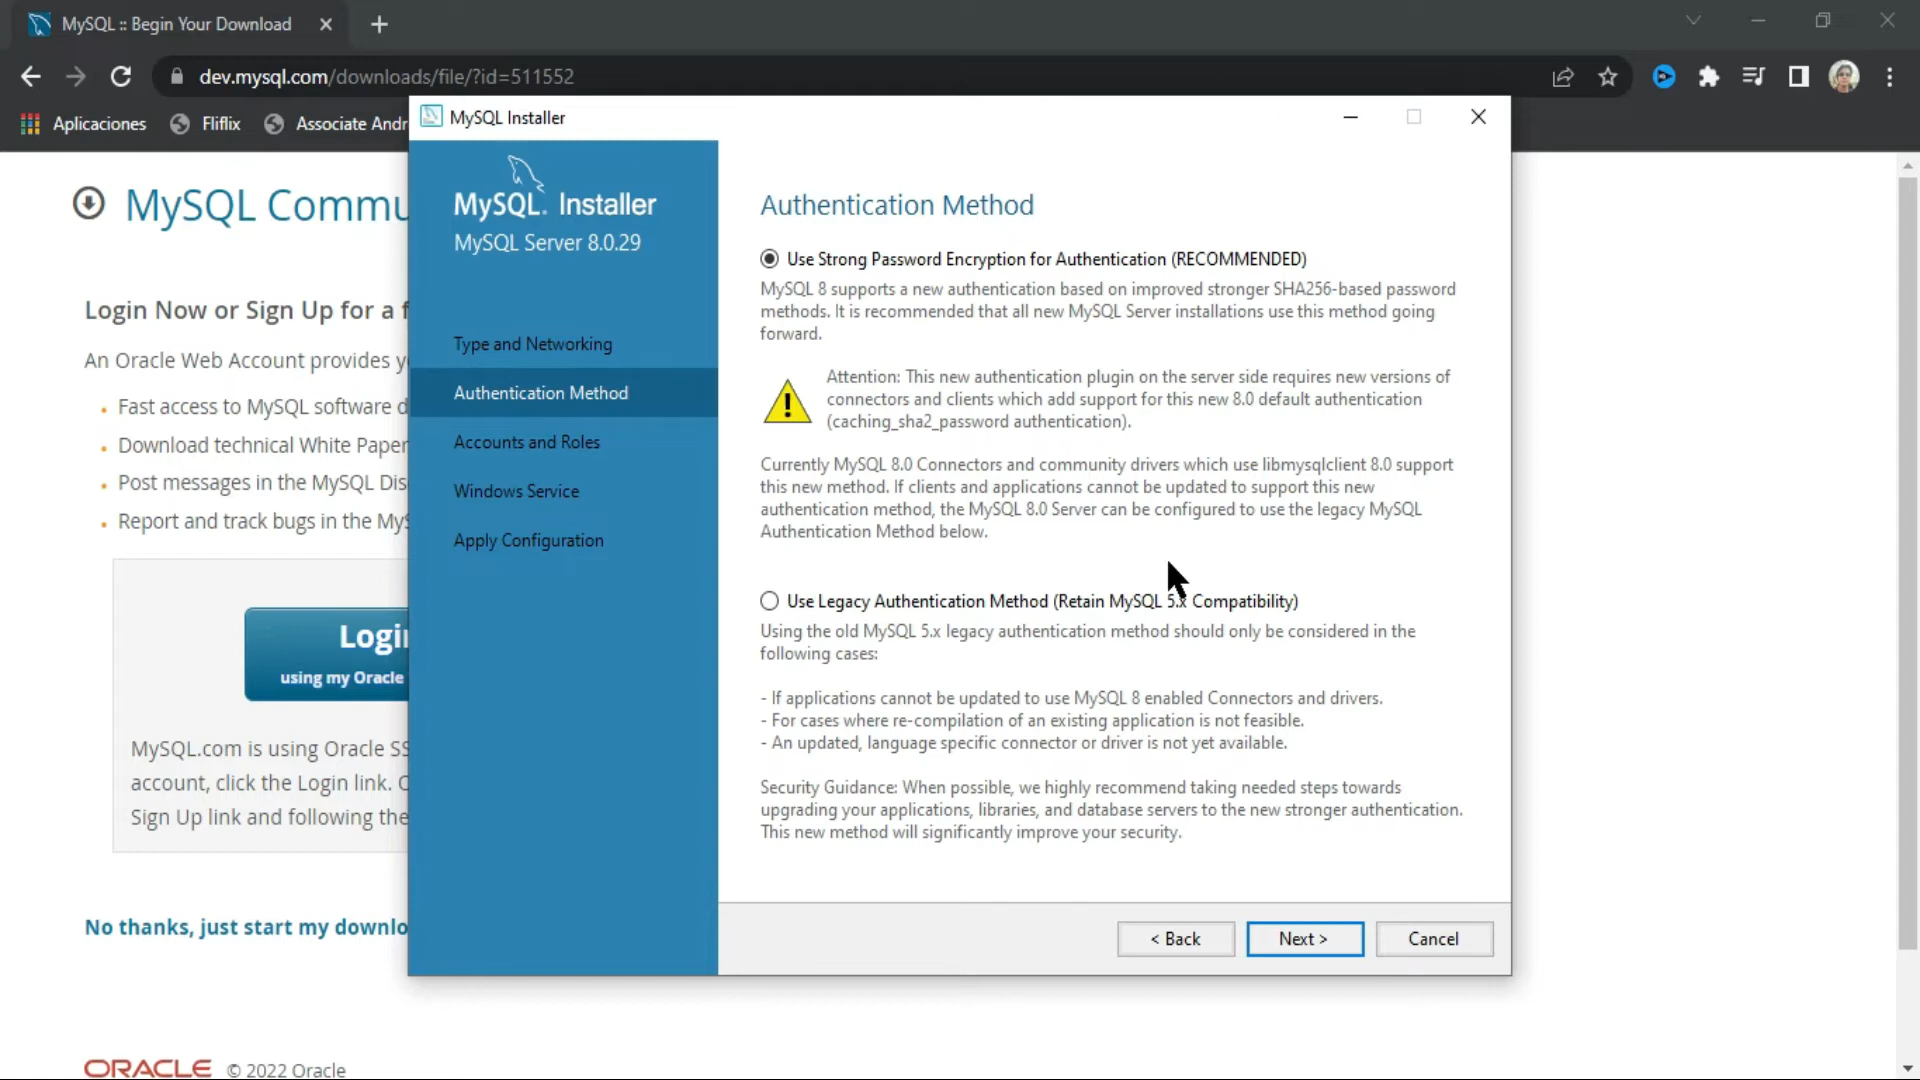 MySQL :: Begin Your Download
dev.mysql.com/downloads/file/?id=511552
Aplicaciones
Fliflix
Associate Andr
MySQL Installer
MySQL Commu
Login Now or Sign Up for a f
An Oracle Web Account provides y
Fast access to MySQL software d
Download technical White Paper
Post messages in the MySQL Dis
Report and track bugs in the MyS
Login
using my Oracle
MySQL.com is using Oracle SS
account, click the Login link. O
Sign Up link and following the
No thanks, just start my downlo
ORACLE © 2022 Oracle
MySQL. Installer
MySQL Server 8.0.29
Type and Networking
Authentication Method
Accounts and Roles
Windows Service
Apply Configuration
Authentication Method
Use Strong Password Encryption for Authentication (RECOMMENDED)
MySQL 8 supports a new authentication based on improved stronger SHA256-based password
methods. It is recommended that all new MySQL Server installations use this method going
forward.
Attention: This new authentication plugin on the server side requires new versions of
connectors and clients which add support for this new 8.0 default authentication
(caching_sha2_password authentication).
Currently MySQL 8.0 Connectors and community drivers which use libmysqlclient 8.0 support
this new method. If clients and applications cannot be updated to support this new
authentication method, the MySQL 8.0 Server can be configured to use the legacy MySQL
Authentication Method below.
Use Legacy Authentication Method (Retain MySQL 5.x Compatibility)
Using the old MySQL 5.x legacy authentication method should only be considered in the
following cases:
- If applications cannot be updated to use MySQL 8 enabled Connectors and drivers.
- For cases where re-compilation of an existing application is not feasible.
- An updated, language specific connector or driver is not yet available.
Security Guidance: When possible, we highly recommend taking needed steps towards
upgrading your applications, libraries, and database servers to the new stronger authentication.
This new method will significantly improve your security.
< Back
Next >
Cancel